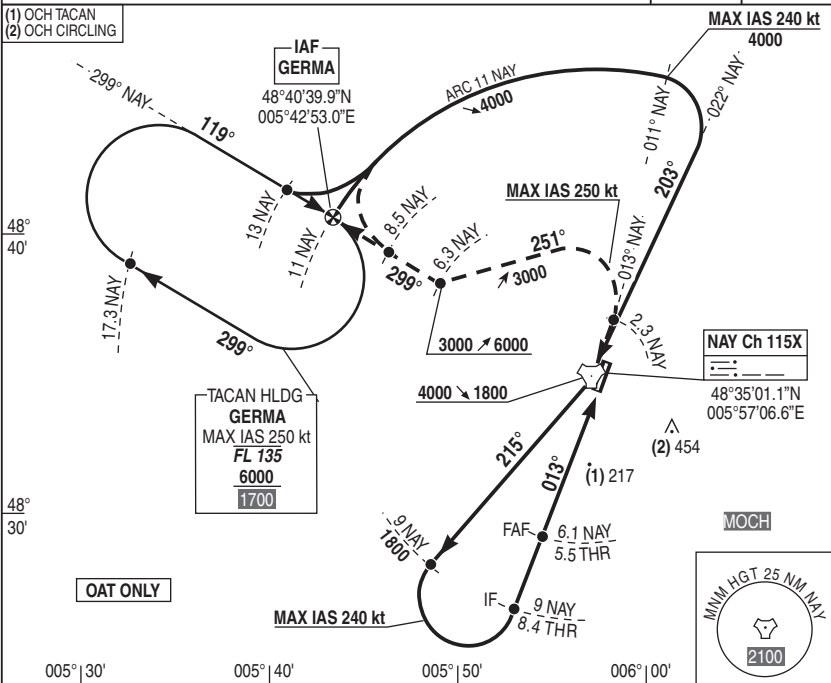 (1) OCH TACAN
(2) OCH CIRCLING
MAX IAS 240 kt
4000
IAF
GERMA
48°40'39.9"N
005°42'53.0"E
299° NAY
119°
ARC 11 NAY
4000
011° NAY
022° NAY
203°
MAX IAS 250 kt
13 NAY
11 NAY
8.5 NAY
6.3 NAY
251°
3000
013° NAY
48°
40'
299°
17.3 NAY
299°
3000 ↗ 6000
2.3 NAY
NAY Ch 115X
48°35'01.1"N
005°57'06.6"E
4000 ↘ 1800
TACAN HLDG
GERMA
MAX IAS 250 kt
FL 135
6000
1700
215°
013°
(2) 454
(1) 217
48°
30'
9 NAY
1800
FAF
6.1 NAY
5.5 THR
MOCH
OAT ONLY
MAX IAS 240 kt
IF
9 NAY
8.4 THR
MNM HGT 25 NM NAY
2100
005°30'
005°40'
005°50'
006°00'